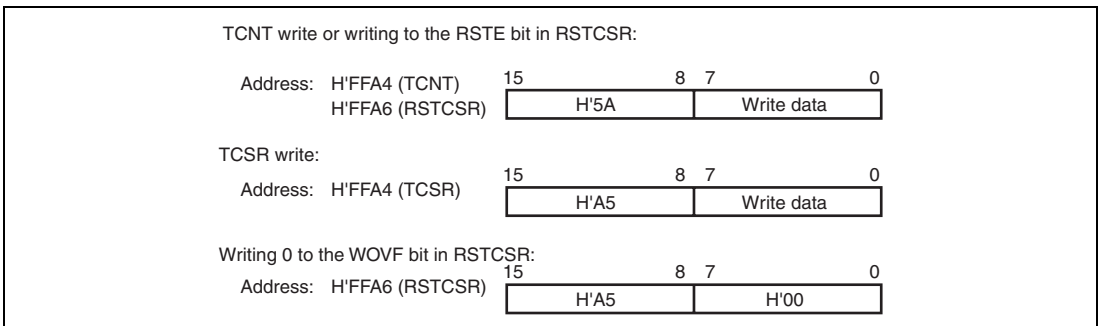 TCNT write or writing to the RSTE bit in RSTCSR:
15 8 7 0
Address: H'FFA4 (TCNT)
H'FFA6 (RSTCSR) H'5A Write data
TCSR write:
15 8 7 0
Address: H'FFA4 (TCSR) H'A5 Write data
Writing 0 to the WOVF bit in RSTCSR:
15 8 7 0
Address: H'FFA6 (RSTCSR) H'A5 H'00